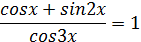 (cosx + sin2x)/cos3x = 1